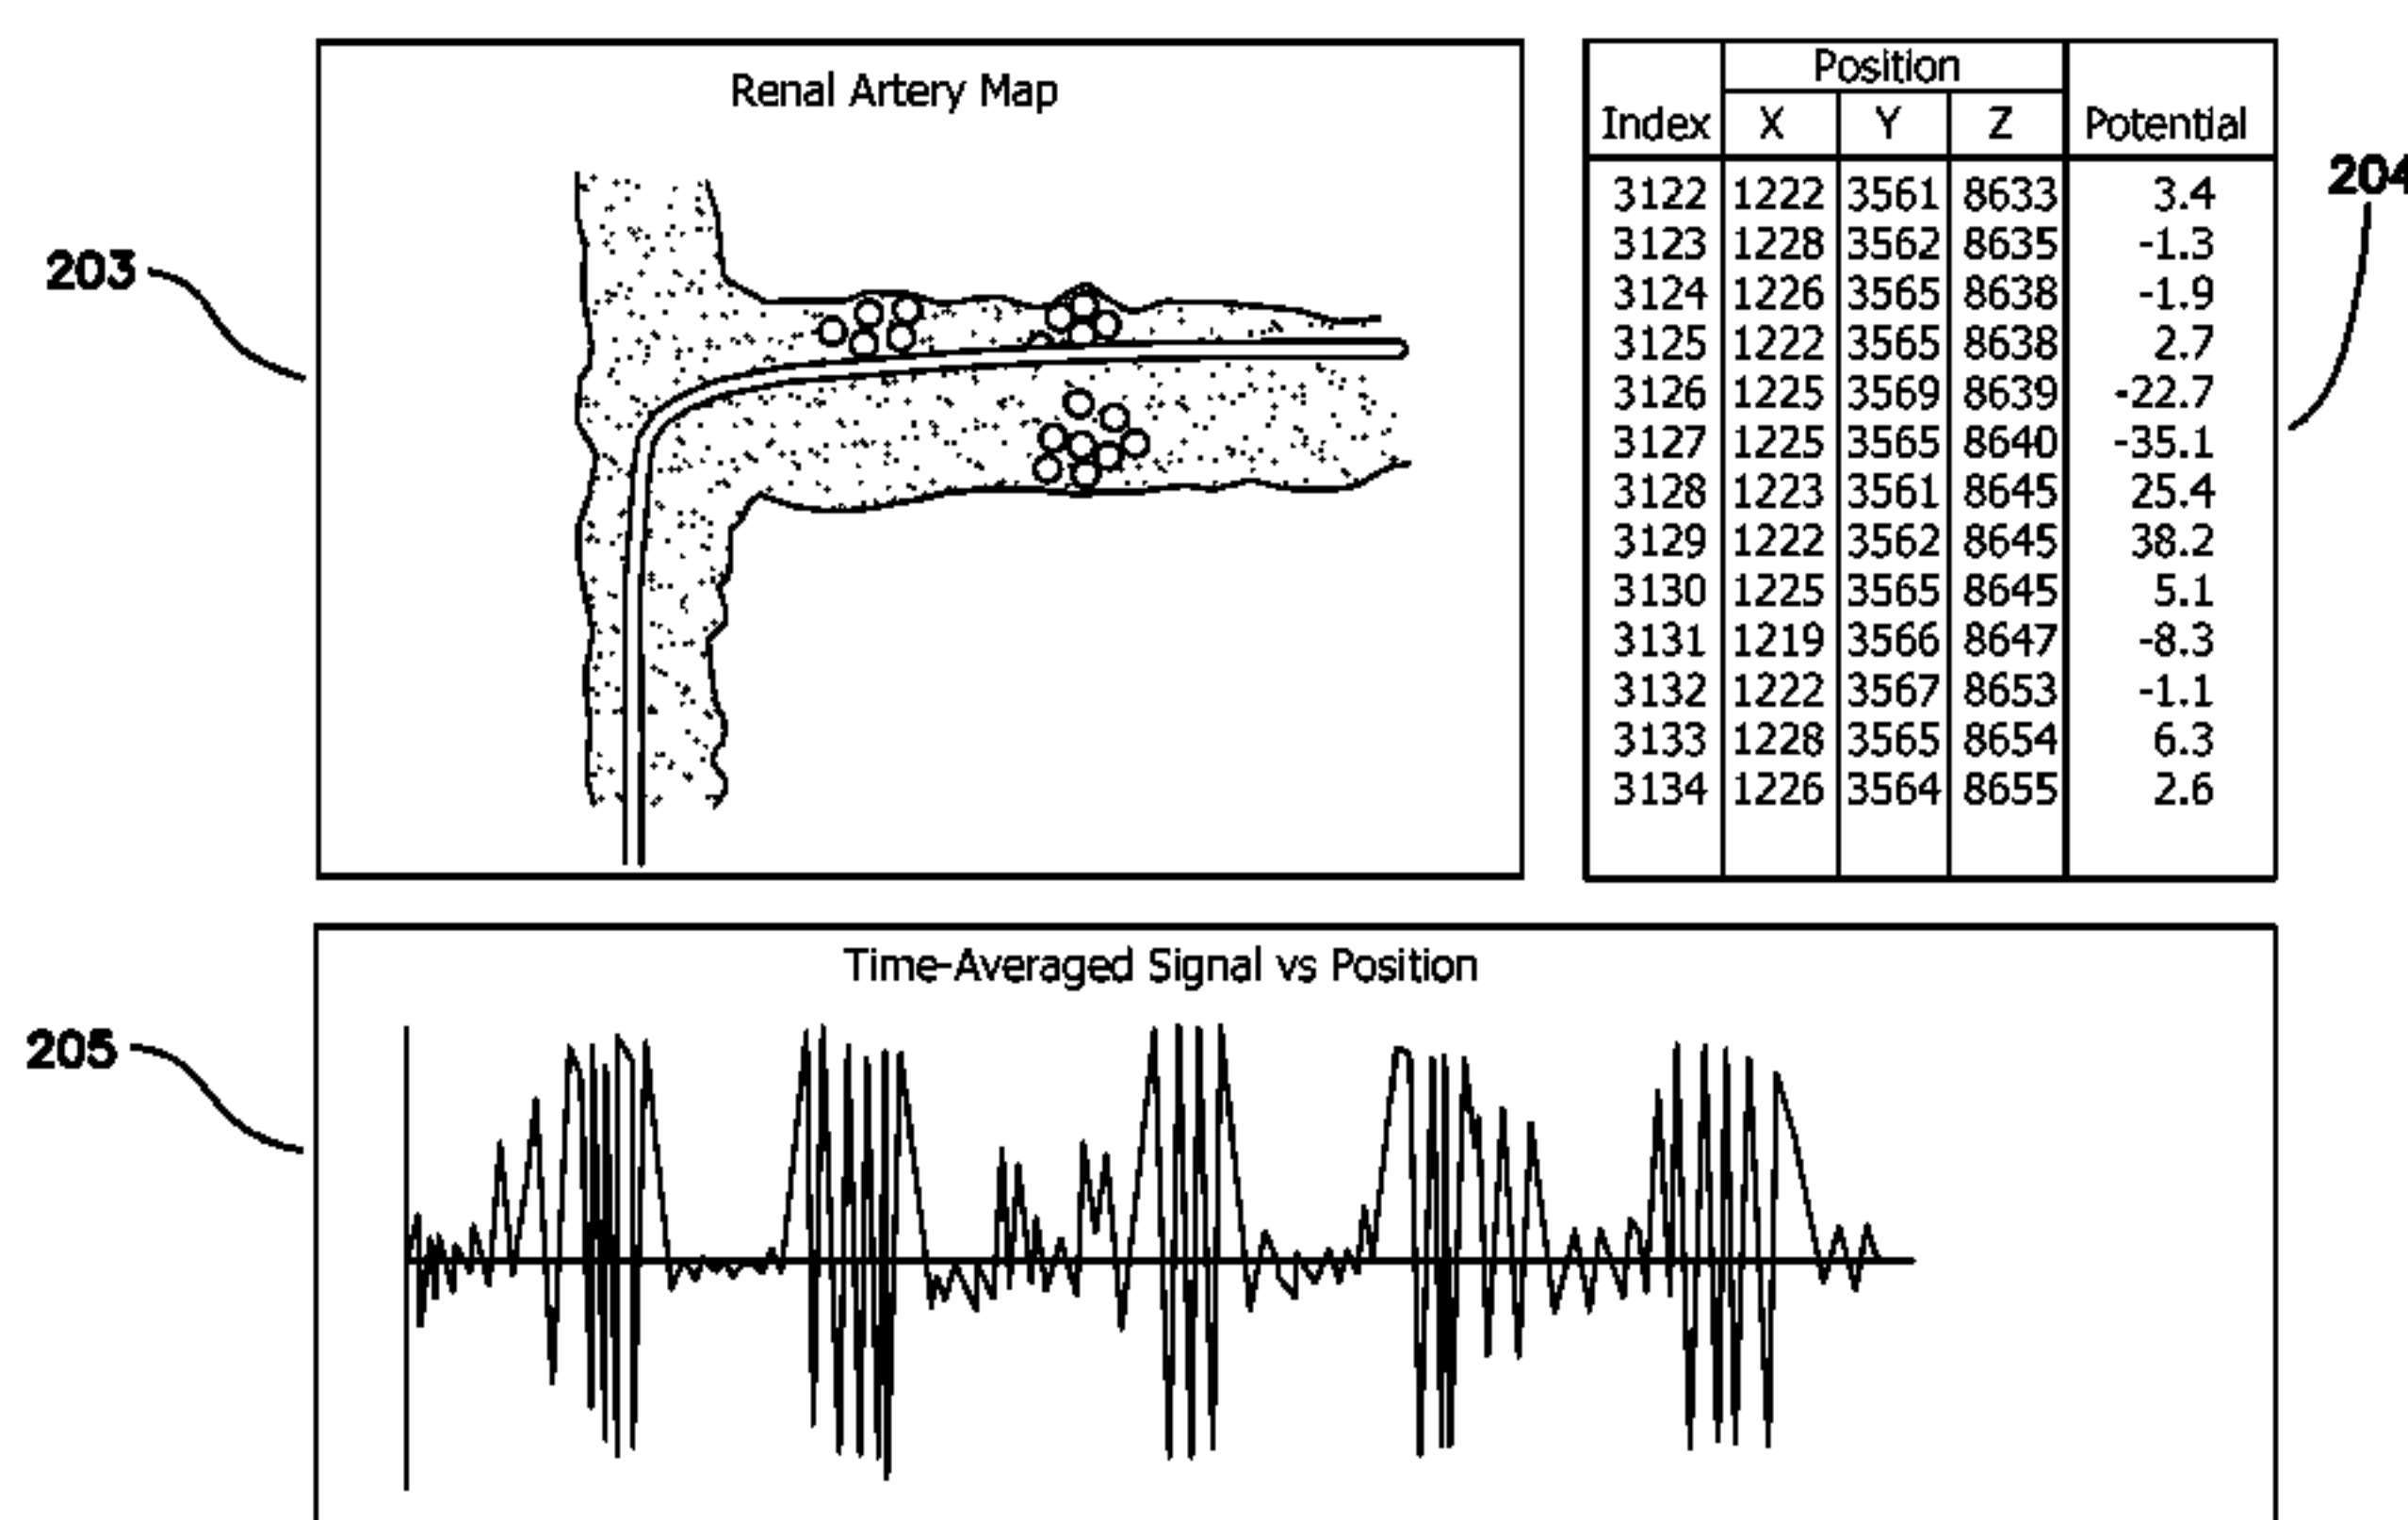 Renal Artery Map
203
Position
Index X Y Z Potential
3122 1222 3561 8633 3.4
3123 1228 3562 8635 -1.3
3124 1226 3565 8638 -1.9
3125 1222 3565 8638 2.7
3126 1225 3569 8639 -22.7
3127 1225 3565 8640 -35.1
3128 1223 3561 8645 25.4
3129 1222 3562 8645 38.2
3130 1225 3565 8645 5.1
3131 1219 3566 8647 -8.3
3132 1222 3567 8653 -1.1
3133 1228 3565 8654 6.3
3134 1226 3564 8655 2.6
204
Time-Averaged Signal vs Position
205